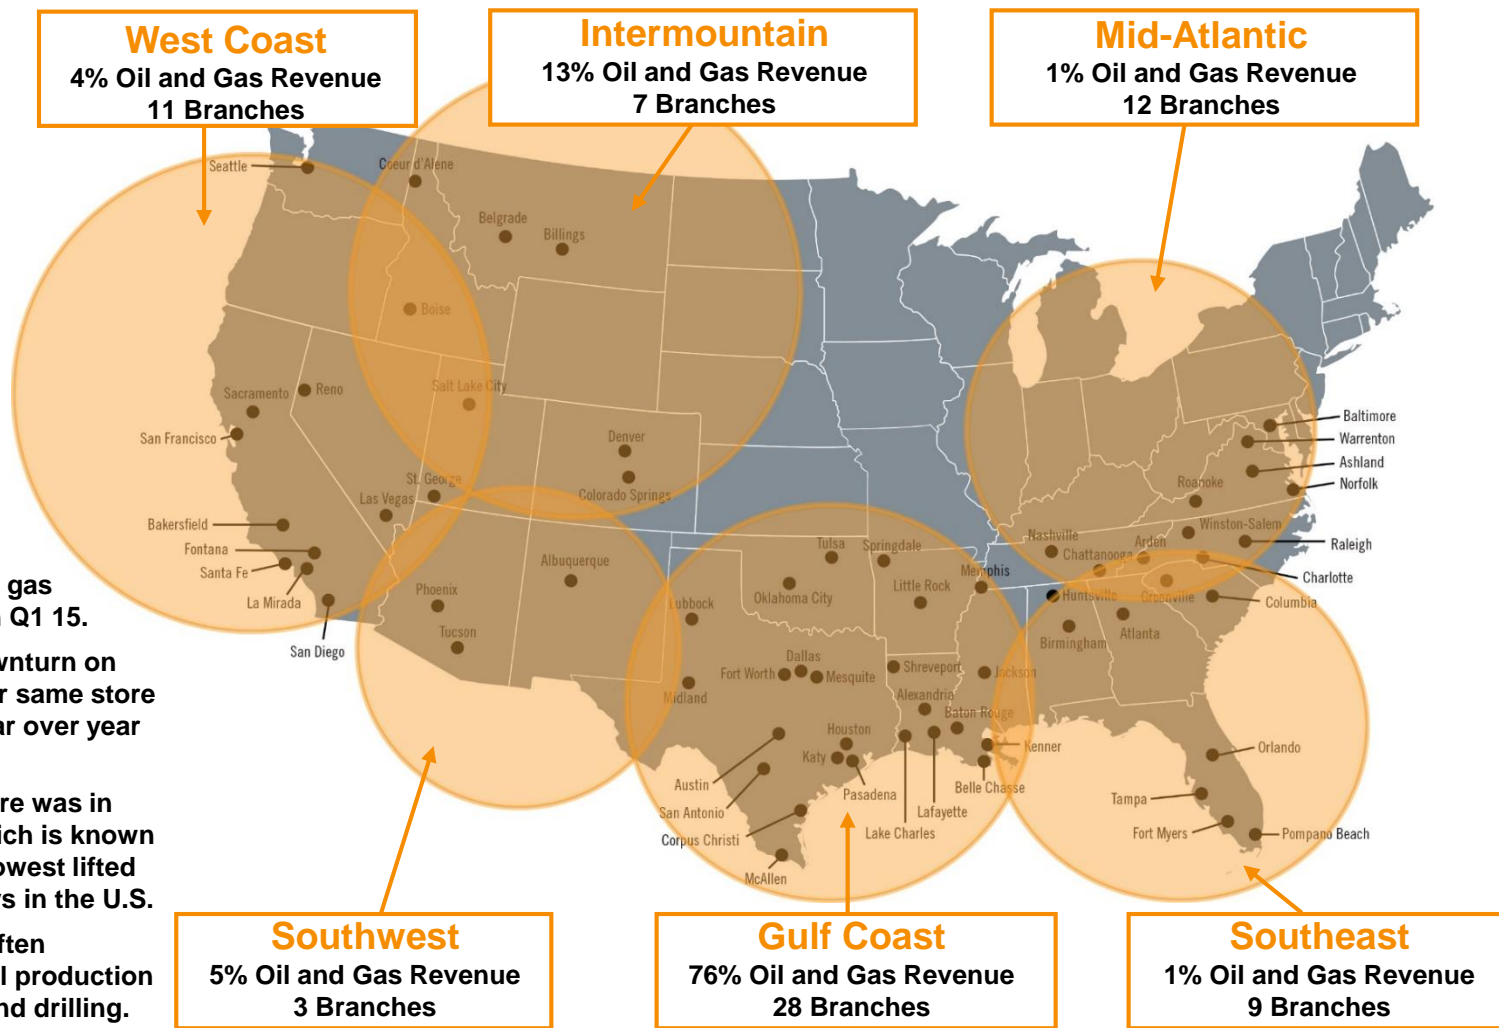 West Coast
4% Oil and Gas Revenue
11 Branches
Intermountain
13% Oil and Gas Revenue
7 Branches
Mid-Atlantic
1% Oil and Gas Revenue
12 Branches
Seattle
Coeur d'Alene
Belgrade
Billings
Boise
Salt Lake City
Reno
Sacramento
San Francisco
Denver
Colorado Springs
St. George
Las Vegas
Bakersfield
Fontana
Santa Fe
La Mirada
San Diego
Phoenix
Tucson
Albuquerque
Baltimore
Warrenton
Ashland
Norfolk
Roanoke
Winston-Salem
Raleigh
Nashville
Chattanooga
Arden
Charlotte
Greenville
Columbia
Huntsville
Birmingham
Atlanta
Tulsa
Springdale
Memphis
Oklahoma City
Little Rock
Lubbock
Dallas
Fort Worth
Mesquite
Midland
Shreveport
Jackson
Alexandria
Baton Rouge
Kenner
Houston
Katy
Austin
Pasadena
Belle Chasse
San Antonio
Lafayette
Corpus Christi
Lake Charles
McAllen
Orlando
Tampa
Fort Myers
Pompano Beach
gas
Q1 15.
wnturn on
r same store
ar over year
re was in
ich is known
owest lifted
s in the U.S.
ften
l production
nd drilling.
Southwest
5% Oil and Gas Revenue
3 Branches
Gulf Coast
76% Oil and Gas Revenue
28 Branches
Southeast
1% Oil and Gas Revenue
9 Branches